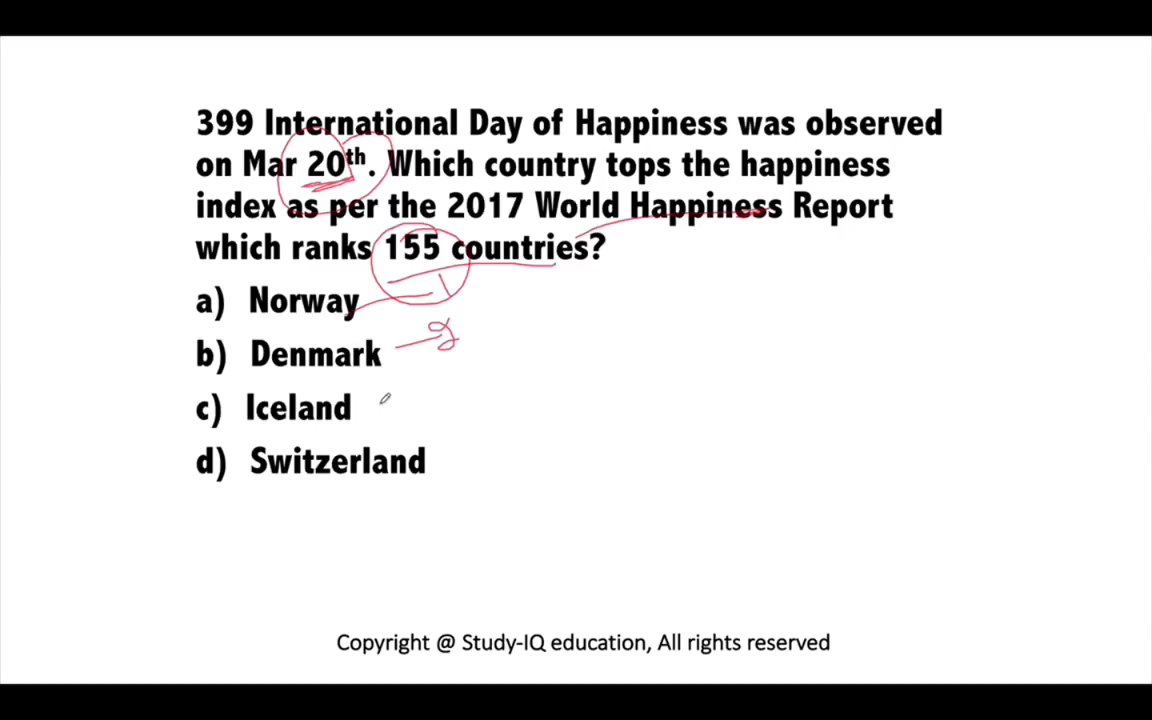 399 International Day of Happiness was observed
on Mar 20th. Which country tops the happiness
index as per the 2017 World Happiness Report
which ranks 155 countries?
a) Norway 1
b) Denmark 2
c) Iceland
d) Switzerland
Copyright @ Study-IQ education, All rights reserved